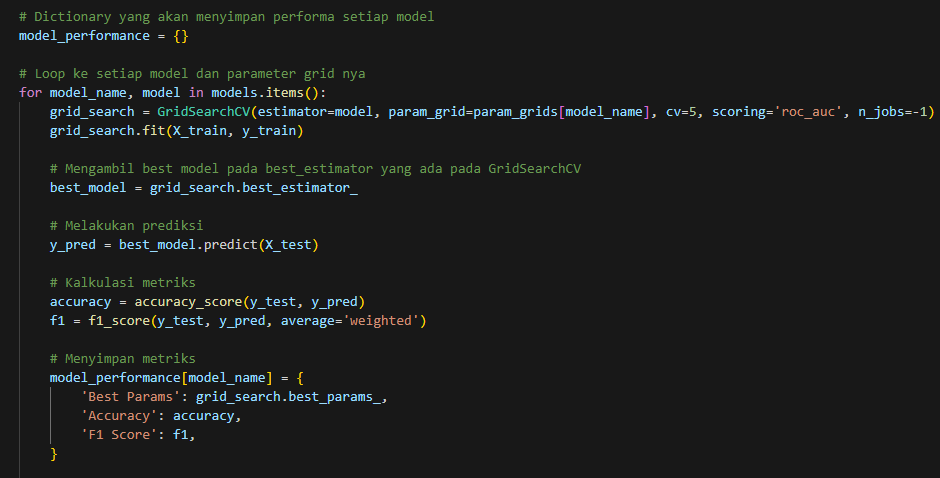 # Dictionary yang akan menyimpan performa setiap model
model_performance = {}
# Loop ke setiap model dan parameter grid nya
for model_name, model in models.items():
    grid_search = GridSearchCV(estimator=model, param_grid=param_grids[model_name], cv=5, scoring='roc_auc', n_jobs=-1)
    grid_search.fit(X_train, y_train)
    # Mengambil best model pada best_estimator yang ada pada GridSearchCV
    best_model = grid_search.best_estimator_
    # Melakukan prediksi
    y_pred = best_model.predict(X_test)
    # Kalkulasi metriks
    accuracy = accuracy_score(y_test, y_pred)
    f1 = f1_score(y_test, y_pred, average='weighted')
    # Menyimpan metriks
    model_performance[model_name] = {
        'Best Params': grid_search.best_params_,
        'Accuracy': accuracy,
        'F1 Score': f1,
    }